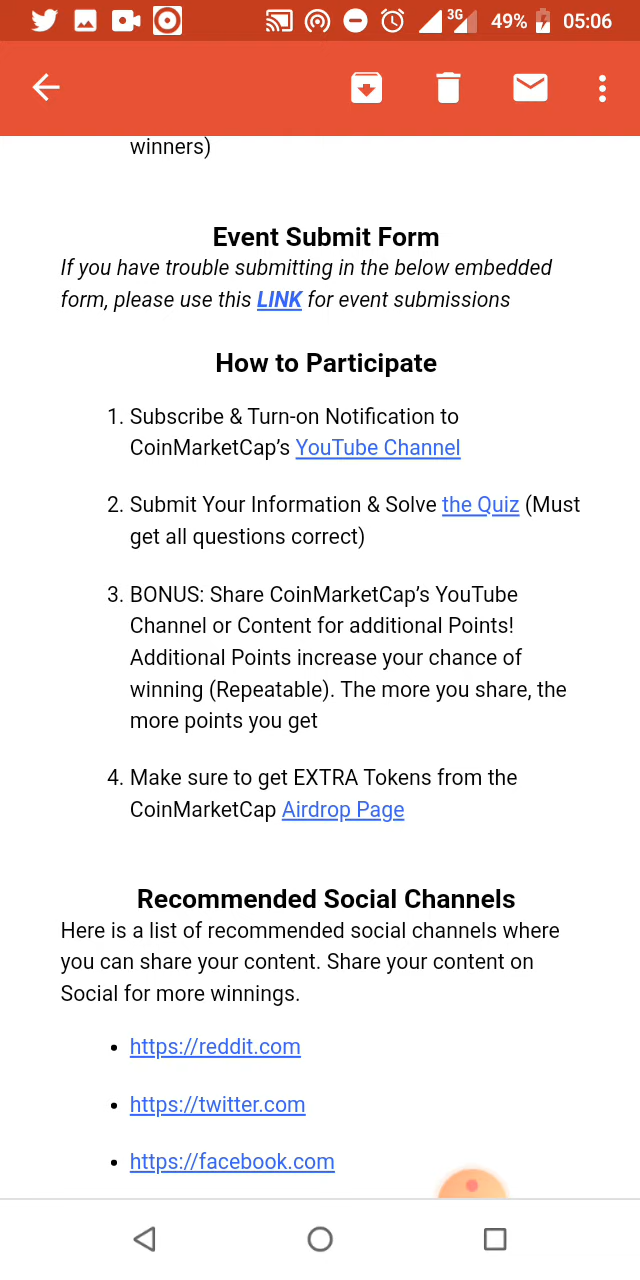 3G 49% 05:06
winners)
Event Submit Form
If you have trouble submitting in the below embedded
form, please use this LINK for event submissions
How to Participate
1. Subscribe & Turn-on Notification to
CoinMarketCap's YouTube Channel
2. Submit Your Information & Solve the Quiz (Must
get all questions correct)
3. BONUS: Share CoinMarketCap's YouTube
Channel or Content for additional Points!
Additional Points increase your chance of
winning (Repeatable). The more you share, the
more points you get
4. Make sure to get EXTRA Tokens from the
CoinMarketCap Airdrop Page
Recommended Social Channels
Here is a list of recommended social channels where
you can share your content. Share your content on
Social for more winnings.
• https://reddit.com
• https://twitter.com
• https://facebook.com